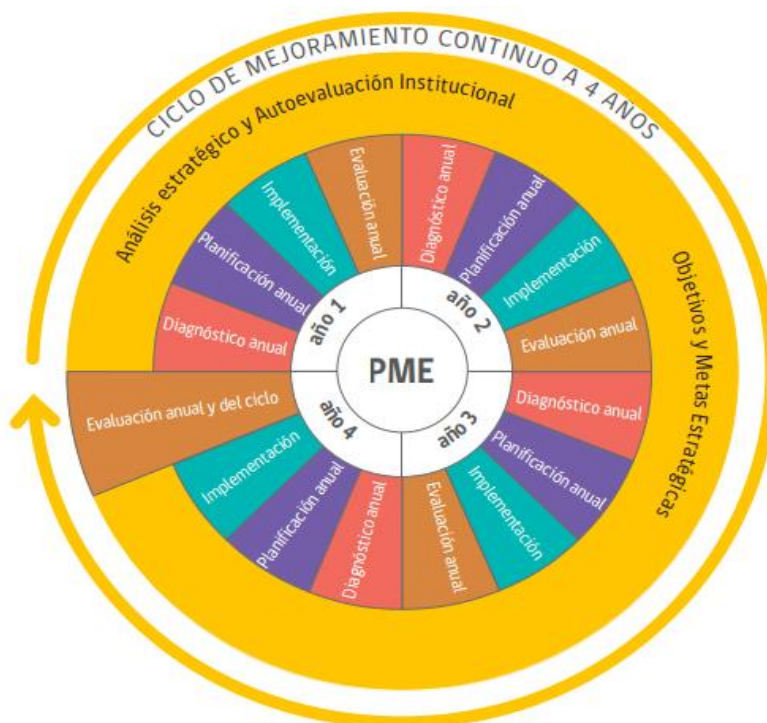 CICLO DE MEJORAMIENTO CONTINUO A 4 AÑOS
Análisis estratégico y Autoevaluación Institucional
Objetivos y Metas Estratégicas
PME
año 1
Diagnóstico anual
Planificación anual
Implementación
Evaluación anual
año 2
Diagnóstico anual
Planificación anual
Implementación
Evaluación anual
año 3
Diagnóstico anual
Planificación anual
Implementación
Evaluación anual
año 4
Diagnóstico anual
Planificación anual
Implementación
Evaluación anual y del ciclo